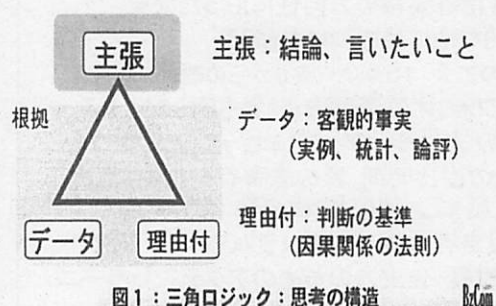 主張
主張：結論、言いたいこと
根拠
データ：客観的事実
（実例、統計、論評）
データ
理由付
理由付：判断の基準
（因果関係の法則）
図1：三角ロジック：思考の構造
BzCom